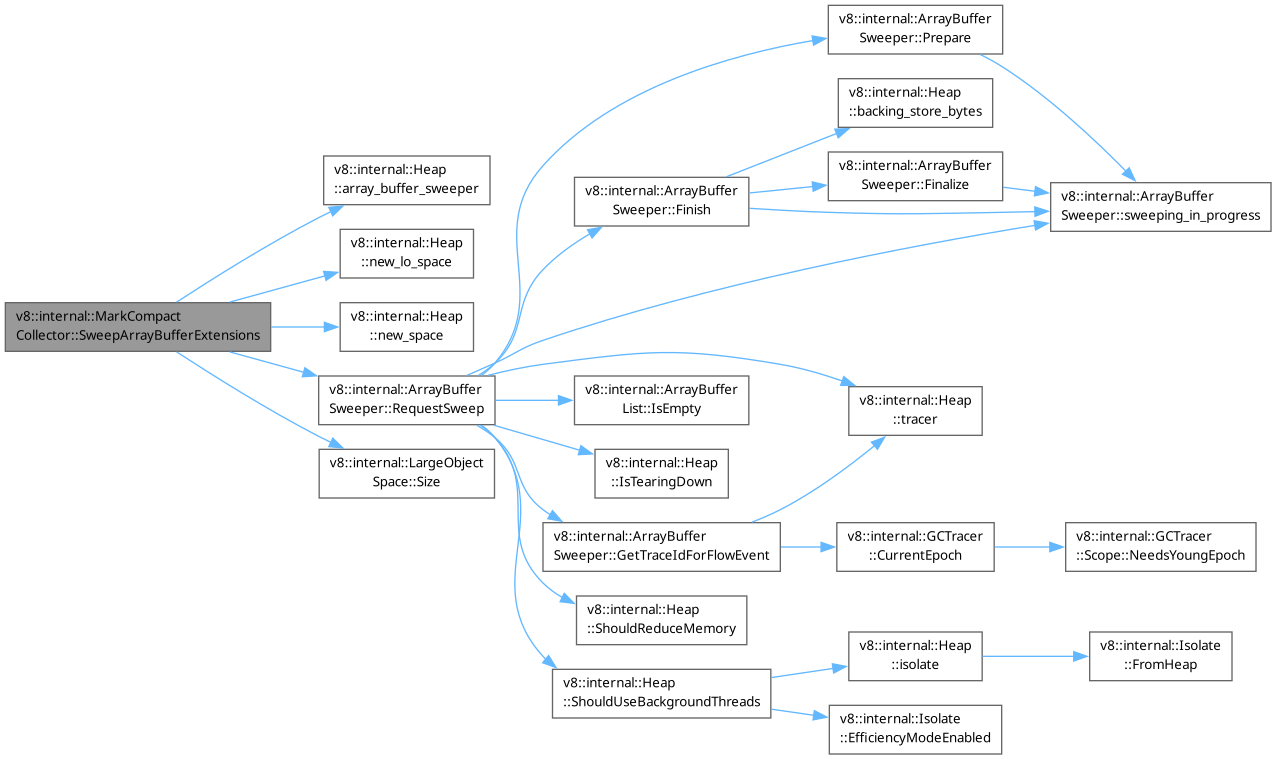 v8::internal::MarkCompact
Collector::SweepArrayBufferExtensions
v8::internal::Heap
::array_buffer_sweeper
v8::internal::Heap
::new_lo_space
v8::internal::Heap
::new_space
v8::internal::ArrayBuffer
Sweeper::RequestSweep
v8::internal::LargeObject
Space::Size
v8::internal::ArrayBuffer
Sweeper::Finish
v8::internal::ArrayBuffer
List::IsEmpty
v8::internal::Heap
::IsTearingDown
v8::internal::ArrayBuffer
Sweeper::GetTraceIdForFlowEvent
v8::internal::Heap
::ShouldReduceMemory
v8::internal::Heap
::ShouldUseBackgroundThreads
v8::internal::ArrayBuffer
Sweeper::Prepare
v8::internal::Heap
::backing_store_bytes
v8::internal::ArrayBuffer
Sweeper::Finalize
v8::internal::Heap
::tracer
v8::internal::GCTracer
::CurrentEpoch
v8::internal::Heap
::isolate
v8::internal::Isolate
::EfficiencyModeEnabled
v8::internal::ArrayBuffer
Sweeper::sweeping_in_progress
v8::internal::GCTracer
::Scope::NeedsYoungEpoch
v8::internal::Isolate
::FromHeap